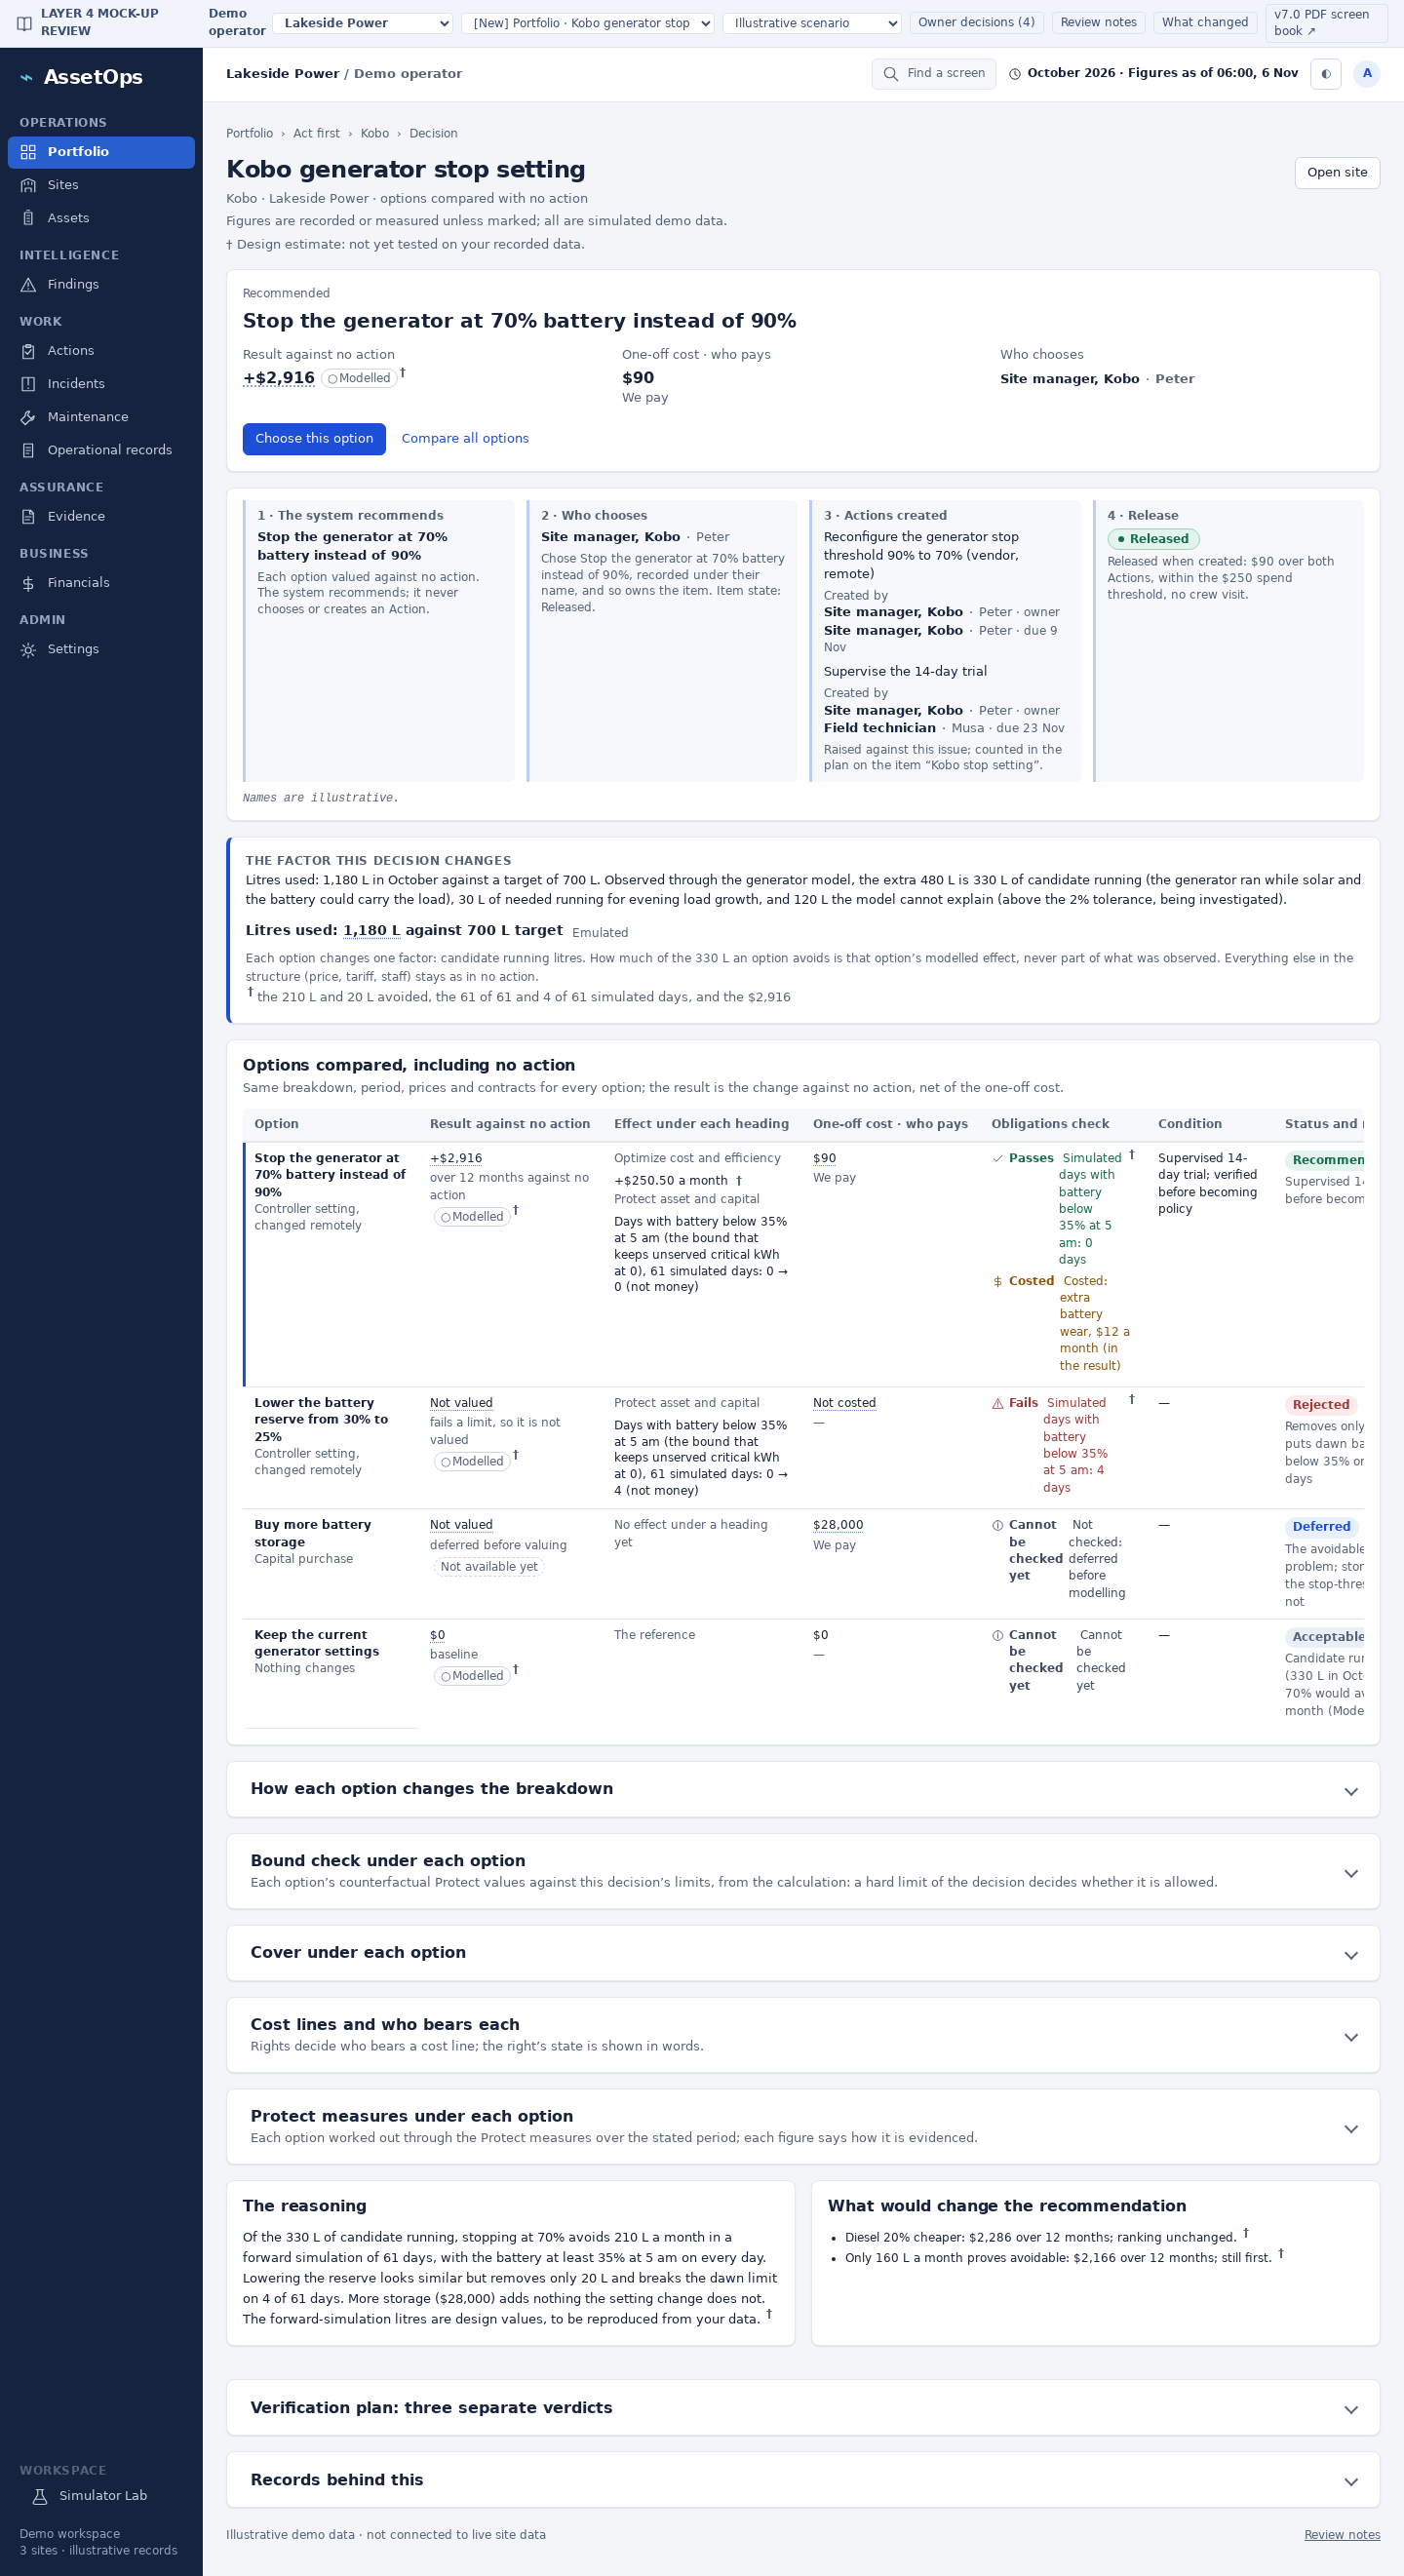 LAYER 4 MOCK-UP
REVIEW
Demo
operator
Lakeside Power
[New] Portfolio · Kobo generator stop
Illustrative scenario
Owner decisions (4)
Review notes
What changed
v7.0 PDF screen
book ↗
AssetOps
OPERATIONS
Portfolio
Sites
Assets
INTELLIGENCE
Findings
WORK
Actions
Incidents
Maintenance
Operational records
ASSURANCE
Evidence
BUSINESS
Financials
ADMIN
Settings
WORKSPACE
Simulator Lab
Demo workspace
3 sites · illustrative records
Lakeside Power / Demo operator
Find a screen
October 2026 · Figures as of 06:00, 6 Nov
A
Portfolio › Act first › Kobo › Decision
Kobo generator stop setting
Open site
Kobo · Lakeside Power · options compared with no action
Figures are recorded or measured unless marked; all are simulated demo data.
† Design estimate: not yet tested on your recorded data.
Recommended
Stop the generator at 70% battery instead of 90%
Result against no action
+$2,916 Modelled †
One-off cost · who pays
$90
We pay
Who chooses
Site manager, Kobo · Peter
Choose this option
Compare all options
1 · The system recommends
Stop the generator at 70%
battery instead of 90%
Each option valued against no action.
The system recommends; it never
chooses or creates an Action.
2 · Who chooses
Site manager, Kobo · Peter
Chose Stop the generator at 70% battery
instead of 90%, recorded under their
name, and so owns the item. Item state:
Released.
3 · Actions created
Reconfigure the generator stop
threshold 90% to 70% (vendor,
remote)
Created by
Site manager, Kobo · Peter · owner
Site manager, Kobo · Peter · due 9
Nov
Supervise the 14-day trial
Created by
Site manager, Kobo · Peter · owner
Field technician · Musa · due 23 Nov
Raised against this issue; counted in the
plan on the item “Kobo stop setting”.
4 · Release
Released
Released when created: $90 over both
Actions, within the $250 spend
threshold, no crew visit.
Names are illustrative.
THE FACTOR THIS DECISION CHANGES
Litres used: 1,180 L in October against a target of 700 L. Observed through the generator model, the extra 480 L is 330 L of candidate running (the generator ran while solar and
the battery could carry the load), 30 L of needed running for evening load growth, and 120 L the model cannot explain (above the 2% tolerance, being investigated).
Litres used: 1,180 L against 700 L target Emulated
Each option changes one factor: candidate running litres. How much of the 330 L an option avoids is that option’s modelled effect, never part of what was observed. Everything else in the
structure (price, tariff, staff) stays as in no action.
† the 210 L and 20 L avoided, the 61 of 61 and 4 of 61 simulated days, and the $2,916
Options compared, including no action
Same breakdown, period, prices and contracts for every option; the result is the change against no action, net of the one-off cost.
Option
Result against no action
Effect under each heading
One-off cost · who pays
Obligations check
Condition
Status and
Stop the generator at
70% battery instead of
90%
Controller setting,
changed remotely
+$2,916
over 12 months against no
action
Modelled †
Optimize cost and efficiency
+$250.50 a month †
Protect asset and capital
Days with battery below 35%
at 5 am (the bound that
keeps unserved critical kWh
at 0), 61 simulated days: 0 →
0 (not money)
$90
We pay
Passes Simulated †
days with
battery
below
35% at 5
am: 0
days
$ Costed Costed:
extra
battery
wear, $12 a
month (in
the result)
Supervised 14-
day trial; verified
before becoming
policy
Recommen
Supervised 14
before becom
Lower the battery
reserve from 30% to
25%
Controller setting,
changed remotely
Not valued
fails a limit, so it is not
valued
Modelled †
Protect asset and capital
Days with battery below 35%
at 5 am (the bound that
keeps unserved critical kWh
at 0), 61 simulated days: 0 →
4 (not money)
Not costed
—
Fails Simulated †
days with
battery
below 35%
at 5 am: 4
days
—
Rejected
Removes only
puts dawn ba
below 35% or
days
Buy more battery
storage
Capital purchase
Not valued
deferred before valuing
Not available yet
No effect under a heading
yet
$28,000
We pay
Cannot
be
checked
yet
Not
checked:
deferred
before
modelling
—
Deferred
The avoidable
problem; stor
the stop-thres
not
Keep the current
generator settings
Nothing changes
$0
baseline
Modelled †
The reference
$0
—
Cannot
be
checked
yet
Cannot
be
checked
yet
—
Acceptable
Candidate run
(330 L in Octo
70% would av
month (Mode
How each option changes the breakdown
Bound check under each option
Each option’s counterfactual Protect values against this decision’s limits, from the calculation: a hard limit of the decision decides whether it is allowed.
Cover under each option
Cost lines and who bears each
Rights decide who bears a cost line; the right’s state is shown in words.
Protect measures under each option
Each option worked out through the Protect measures over the stated period; each figure says how it is evidenced.
The reasoning
Of the 330 L of candidate running, stopping at 70% avoids 210 L a month in a
forward simulation of 61 days, with the battery at least 35% at 5 am on every day.
Lowering the reserve looks similar but removes only 20 L and breaks the dawn limit
on 4 of 61 days. More storage ($28,000) adds nothing the setting change does not.
The forward-simulation litres are design values, to be reproduced from your data. †
What would change the recommendation
• Diesel 20% cheaper: $2,286 over 12 months; ranking unchanged. †
• Only 160 L a month proves avoidable: $2,166 over 12 months; still first. †
Verification plan: three separate verdicts
Records behind this
Illustrative demo data · not connected to live site data
Review notes